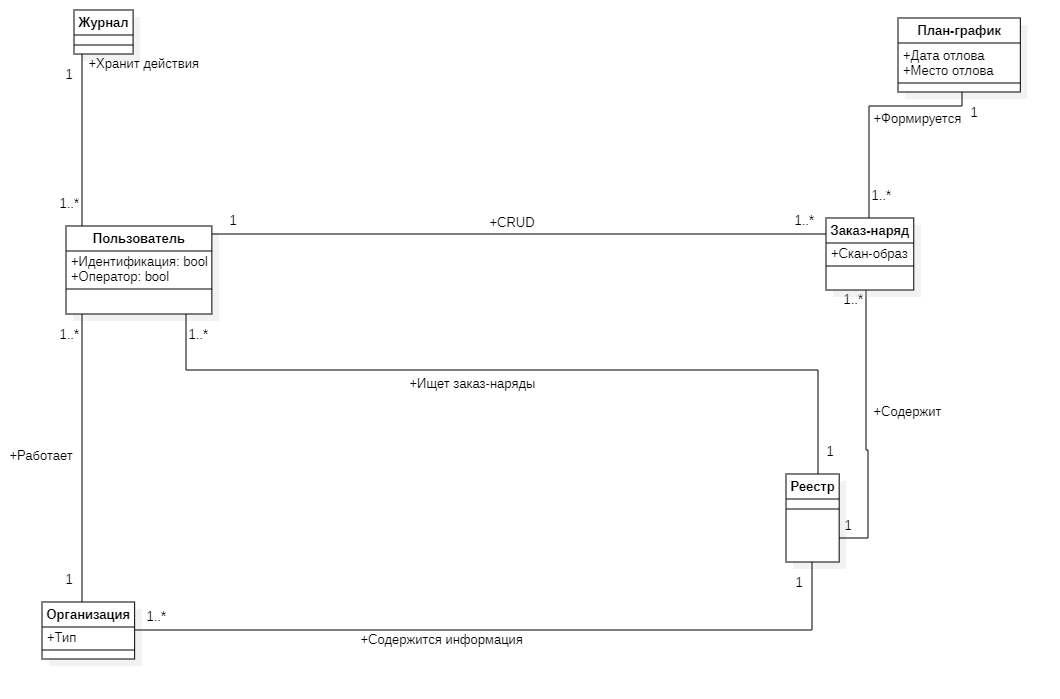 Журнал
+Хранит действия
1
1..*
План-график
+Дата отлова
+Место отлова
1
+Формируется
1..*
Пользователь
+Идентификация: bool
+Оператор: bool
1
+CRUD
1..*
Заказ-наряд
+Скан-образ
1..*
1..*
1..*
+Ищет заказ-наряды
+Содержит
1
+Работает
Реестр
1
1
1
Организация
+Тип
1..*
+Содержится информация